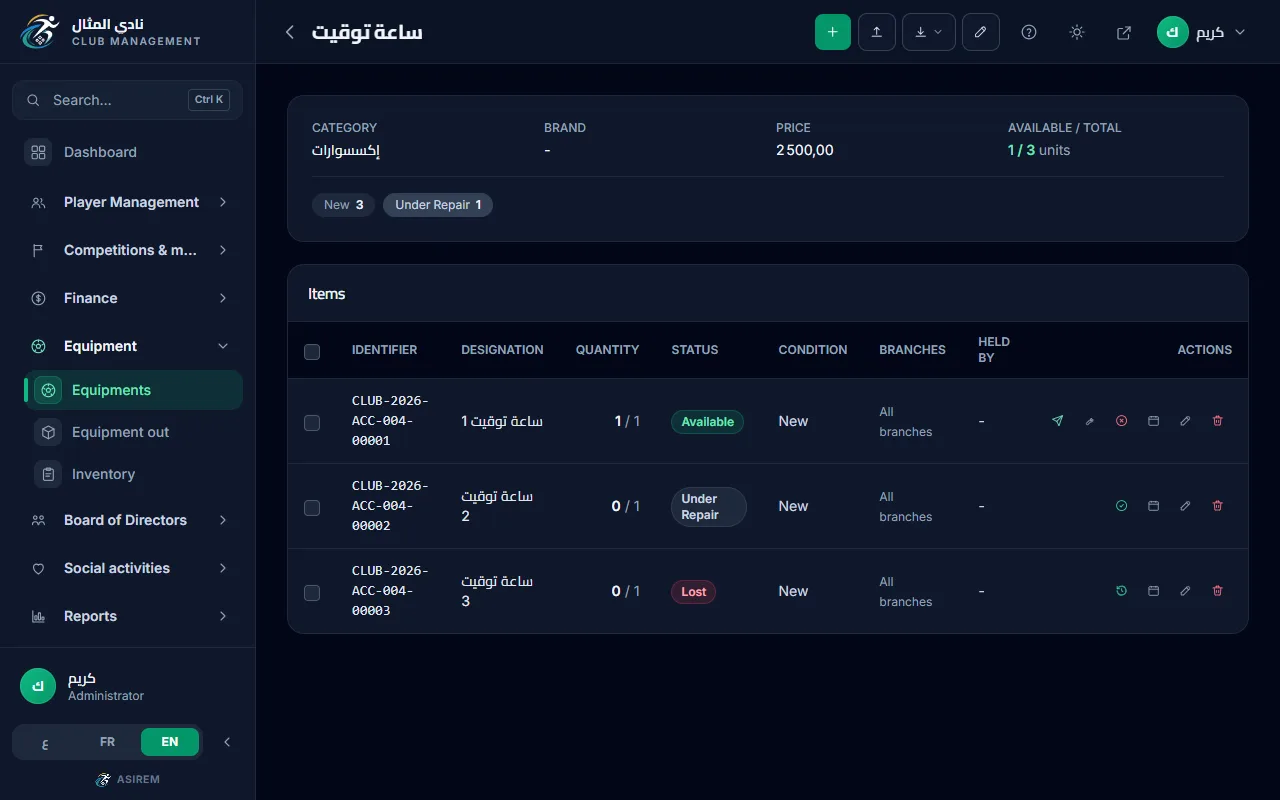 نادي المثال
CLUB MANAGEMENT
Search...
Ctrl K
Dashboard
Player Management
Competitions & m...
Finance
Equipment
Equipments
Equipment out
Inventory
Board of Directors
Social activities
Reports
ك
كريم
Administrator
ع
FR
EN
ASIREM
ساعة توقيت
ك
كريم
CATEGORY
BRAND
PRICE
AVAILABLE / TOTAL
إكسسوارات
-
2 500,00
1 / 3 units
New 3
Under Repair 1
Items
IDENTIFIER
DESIGNATION
QUANTITY
STATUS
CONDITION
BRANCHES
HELD
BY
ACTIONS
CLUB-2026-
ACC-004-
00001
ساعة توقيت 1
1 / 1
Available
New
All
branches
-
CLUB-2026-
ACC-004-
00002
ساعة توقيت
2
0 / 1
Under
Repair
New
All
branches
-
CLUB-2026-
ACC-004-
00003
ساعة توقيت
3
0 / 1
Lost
New
All
branches
-